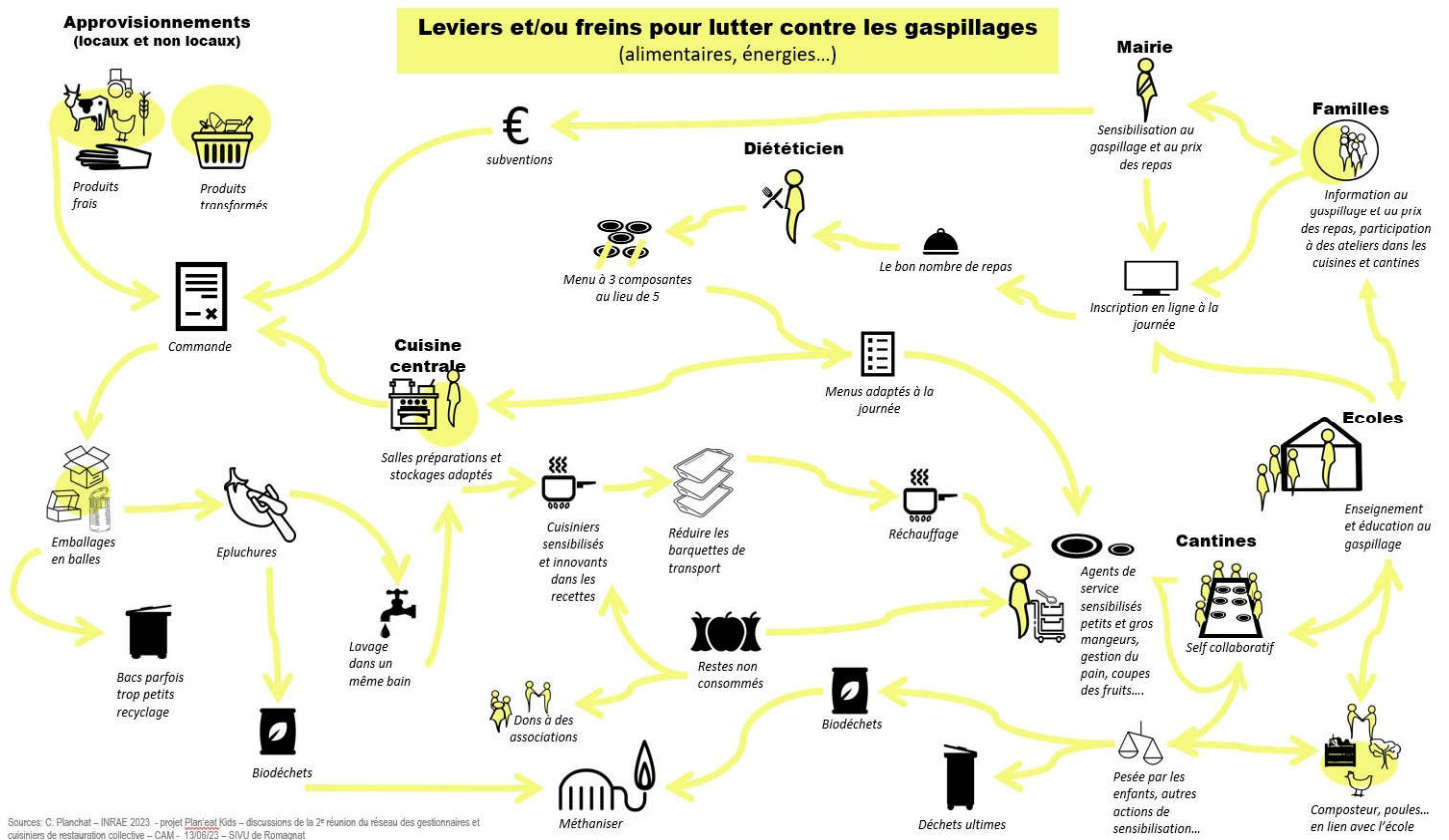 Approvisionnements
(locaux et non locaux)
Leviers et/ou freins pour lutter contre les gaspillages
(alimentaires, énergies...)
Mairie
Sensibilisation au
gaspillage et au prix
des repas
Familles
Information au
gaspillage et au prix
des repas, participation
à des ateliers dans les
cuisines et cantines
Produits
frais
Produits
transformés
€
subventions
Diététicien
Menu à 3 composantes
au lieu de 5
Le bon nombre de repas
Inscription en ligne à la
journée
Commande
Cuisine
centrale
Salles préparations et
stockages adaptés
Menus adaptés à la
journée
Ecoles
Enseignement
et éducation au
gaspillage
Emballages
en balles
Epluchures
Cuisiniers
sensibilisés
et innovants
dans les
recettes
Réduire les
barquettes de
transport
Réchauffage
Agents de
service
sensibilisés
petits et gros
mangeurs,
gestion du
pain, coupes
des fruits....
Cantines
Self collaboratif
Bacs parfois
trop petits
recyclage
Lavage
dans un
même bain
Restes non
consommés
Dons à des
associations
Biodéchets
Biodéchets
Méthaniser
Déchets ultimes
Pesée par les
enfants, autres
actions de
sensibilisation...
Composteur, poules...
en lien avec l'école
Sources: C. Planchat – INRAE 2023 - projet Plan'eat Kids – discussions de la 2e réunion du réseau des gestionnaires et
cuisiniers de restauration collective – CAM - 13/06/23 – SIVU de Romagnat